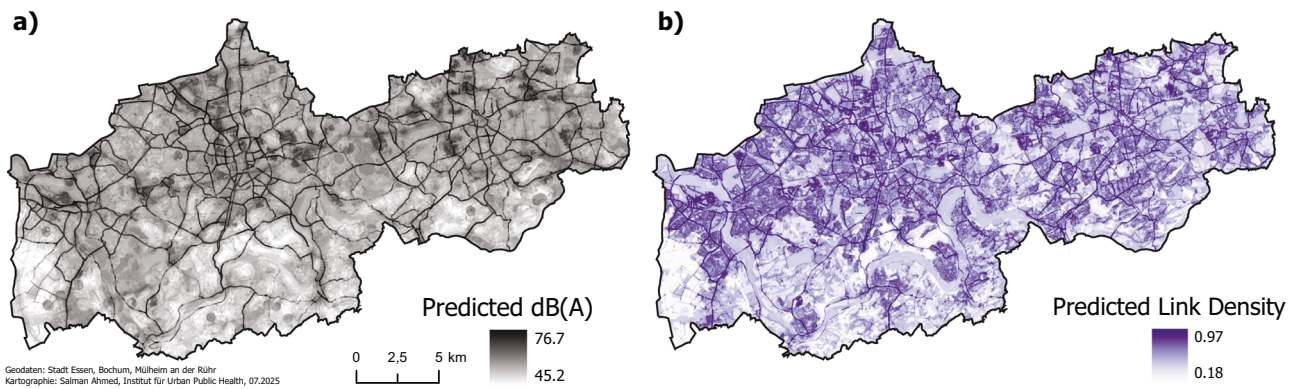 a)
b)
Predicted dB(A)
76.7
45.2
0 2,5 5 km
Predicted Link Density
0.97
0.18
Geodaten: Stadt Essen, Bochum, Mülheim an der Rühr
Kartographie: Salman Ahmed, Institut für Urban Public Health, 07.2025